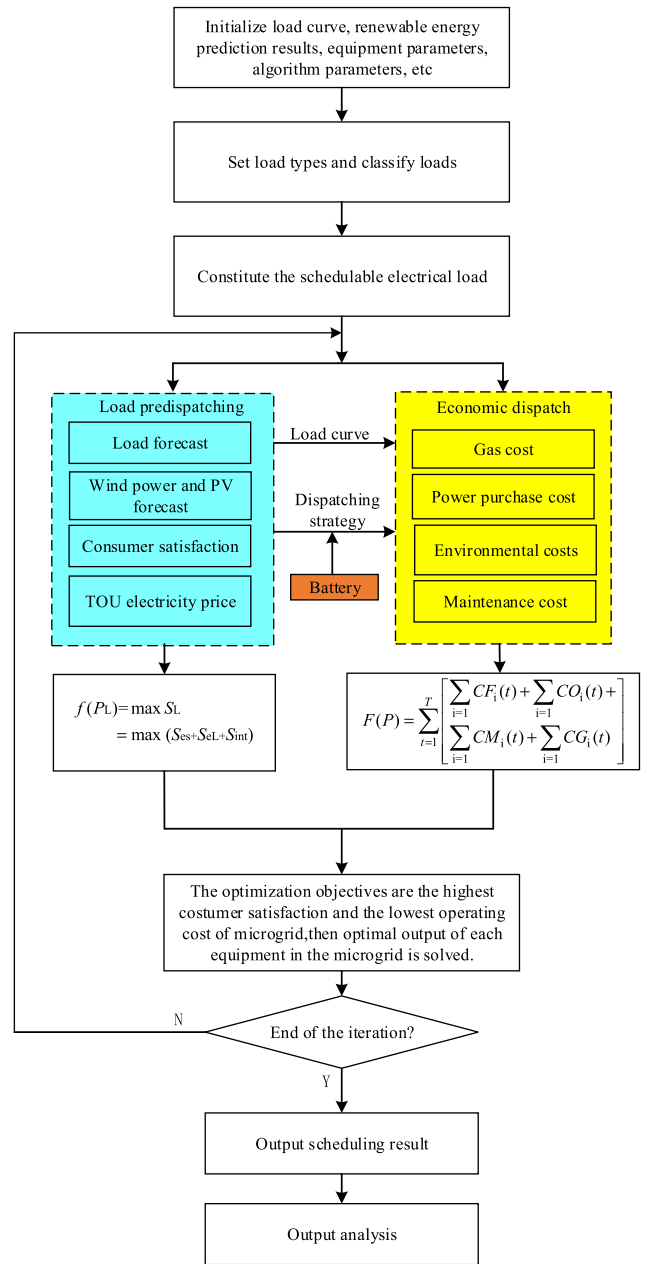 Initialize load curve, renewable energy
prediction results, equipment parameters,
algorithm parameters, etc
Set load types and classify loads
Constitute the schedulable electrical load
Load predispatching
Load forecast
Wind power and PV
forecast
Consumer satisfaction
TOU electricity price
Load curve
Dispatching
strategy
Battery
Economic dispatch
Gas cost
Power purchase cost
Environmental costs
Maintenance cost
f(PL)=max SL
= max (Ses+SeL+Sint)
F(P) = ∑_{t=1}^{T} [∑_{i=1} CF_i(t) + ∑_{i=1} CO_i(t) +
∑_{i=1} CM_i(t) + ∑_{i=1} CG_i(t)]
The optimization objectives are the highest
costumer satisfaction and the lowest operating
cost of microgrid,then optimal output of each
equipment in the microgrid is solved.
N
End of the iteration?
Y
Output scheduling result
Output analysis